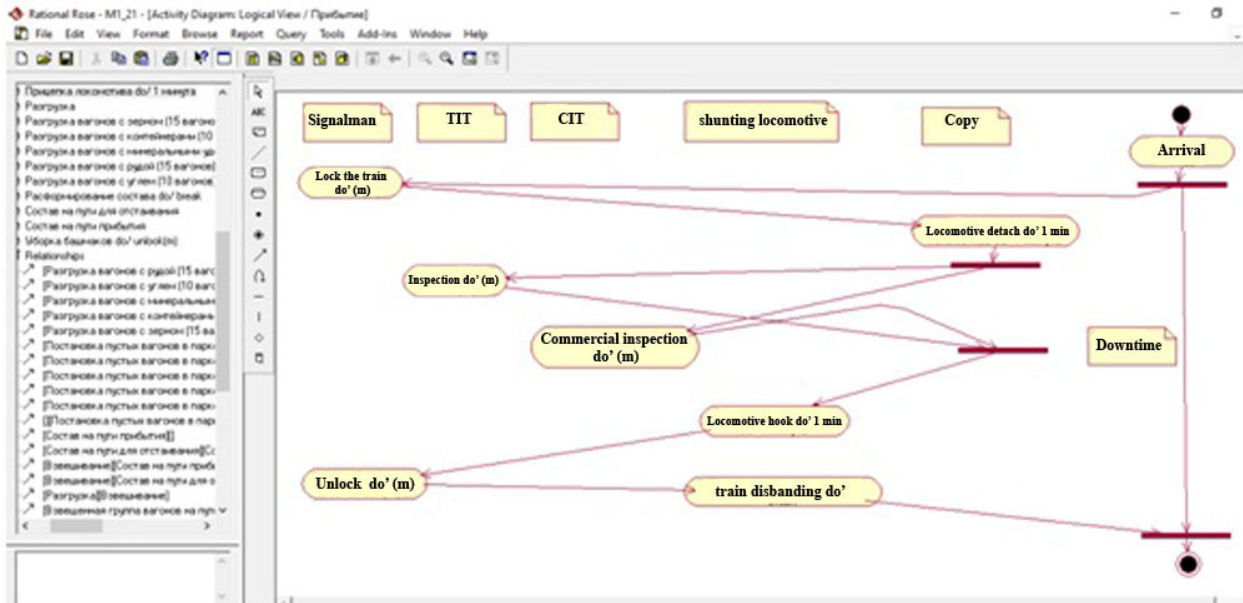 Rational Rose - M1_21 - [Activity Diagram: Logical View / Прибытие]
File Edit View Format Browse Report Query Tools Add-Ins Window Help
Прицепка локомотива do/ 1 минута
Разгрузка
Разгрузка вагонов с зерном (15 вагоно
Разгрузка вагонов с контейнерами (10
Разгрузка вагонов с минеральными уд
Разгрузка вагонов с рудой (15 вагонов)
Разгрузка вагонов с углем (10 вагонов)
Расформирование состава do/ break
Состав на пути для отстаивания
Состав на пути прибытия
Уборка башмаков do/ unlock(m)
Relationships
[Разгрузка вагонов с рудой (15 ваго
[Разгрузка вагонов с углем (10 ваго
[Разгрузка вагонов с минеральным
[Разгрузка вагонов с контейнерами
[Разгрузка вагонов с зерном (15 ва
[Постановка пустых вагонов в парк
[Постановка пустых вагонов в парк
[Постановка пустых вагонов в парк
[Постановка пустых вагонов в парк
[][Постановка пустых вагонов в пар
[Состав на пути прибытия][]
[Состав на пути для отстаивания][Со
[Взвешивание][Состав на пути приб
[Взвешивание][Состав на пути для о
[Разгрузка][Взвешивание]
[Взвешенная группа вагонов на пут
ABC
Signalman TIT CIT shunting locomotive Copy
Arrival
Lock the train
do’ (m)
Locomotive detach do’ 1 min
Inspection do’ (m)
Commercial inspection
do’ (m)
Downtime
Locomotive hook do’ 1 min
Unlock do’ (m)
train disbanding do’